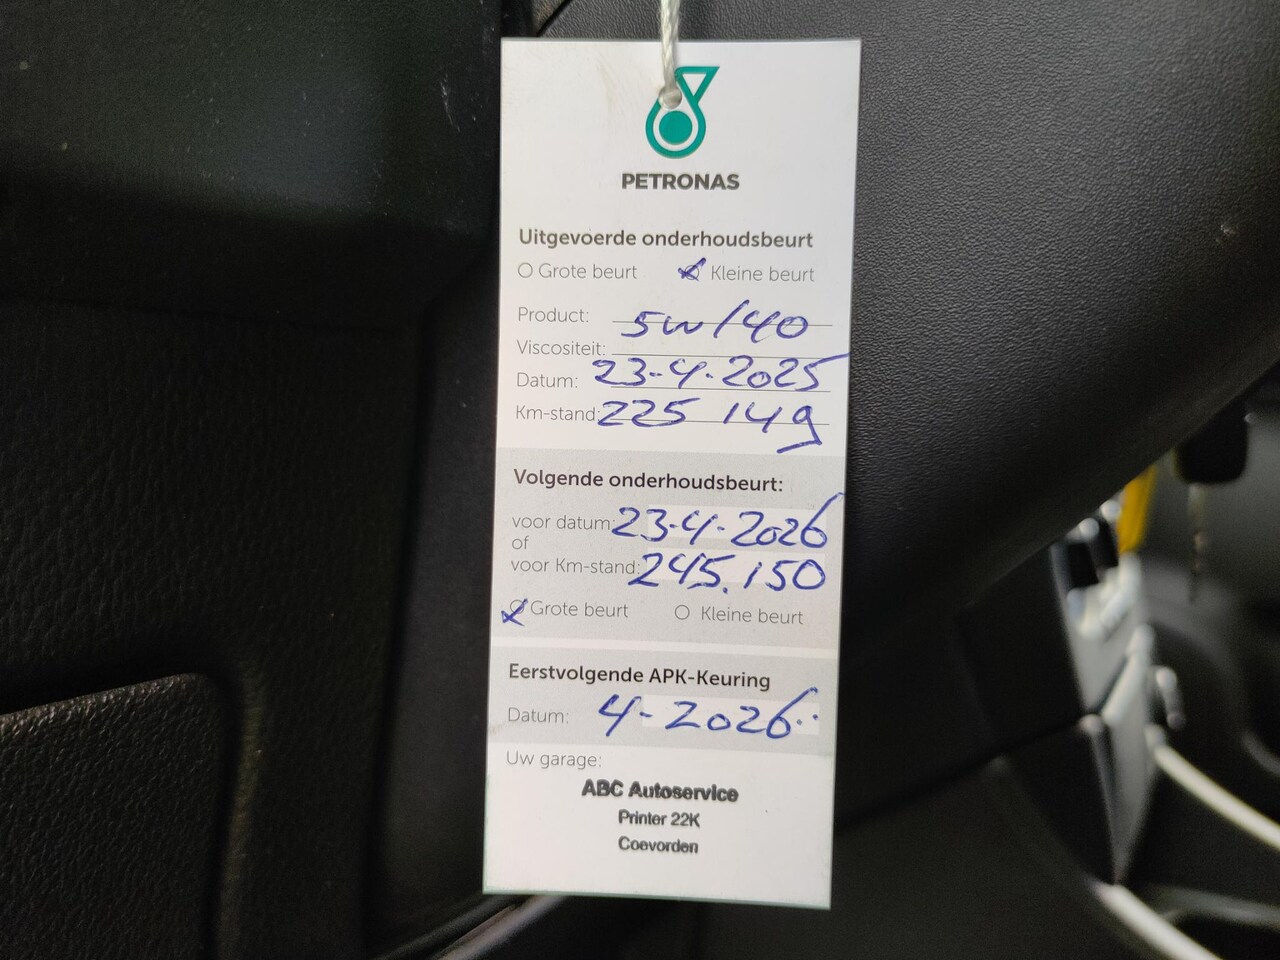 PETRONAS
Uitgevoerde onderhoudsbeurt
Grote beurt Kleine beurt
Product: 5w/40
Viscositeit:
Datum: 23-4-2025
Km-stand: 225 149
Volgende onderhoudsbeurt:
voor datum: 23-4-2026
of
voor Km-stand: 245.150
Grote beurt Kleine beurt
Eerstvolgende APK-Keuring
Datum: 4-2026..
Uw garage:
ABC Autoservice
Printer 22K
Coevorden